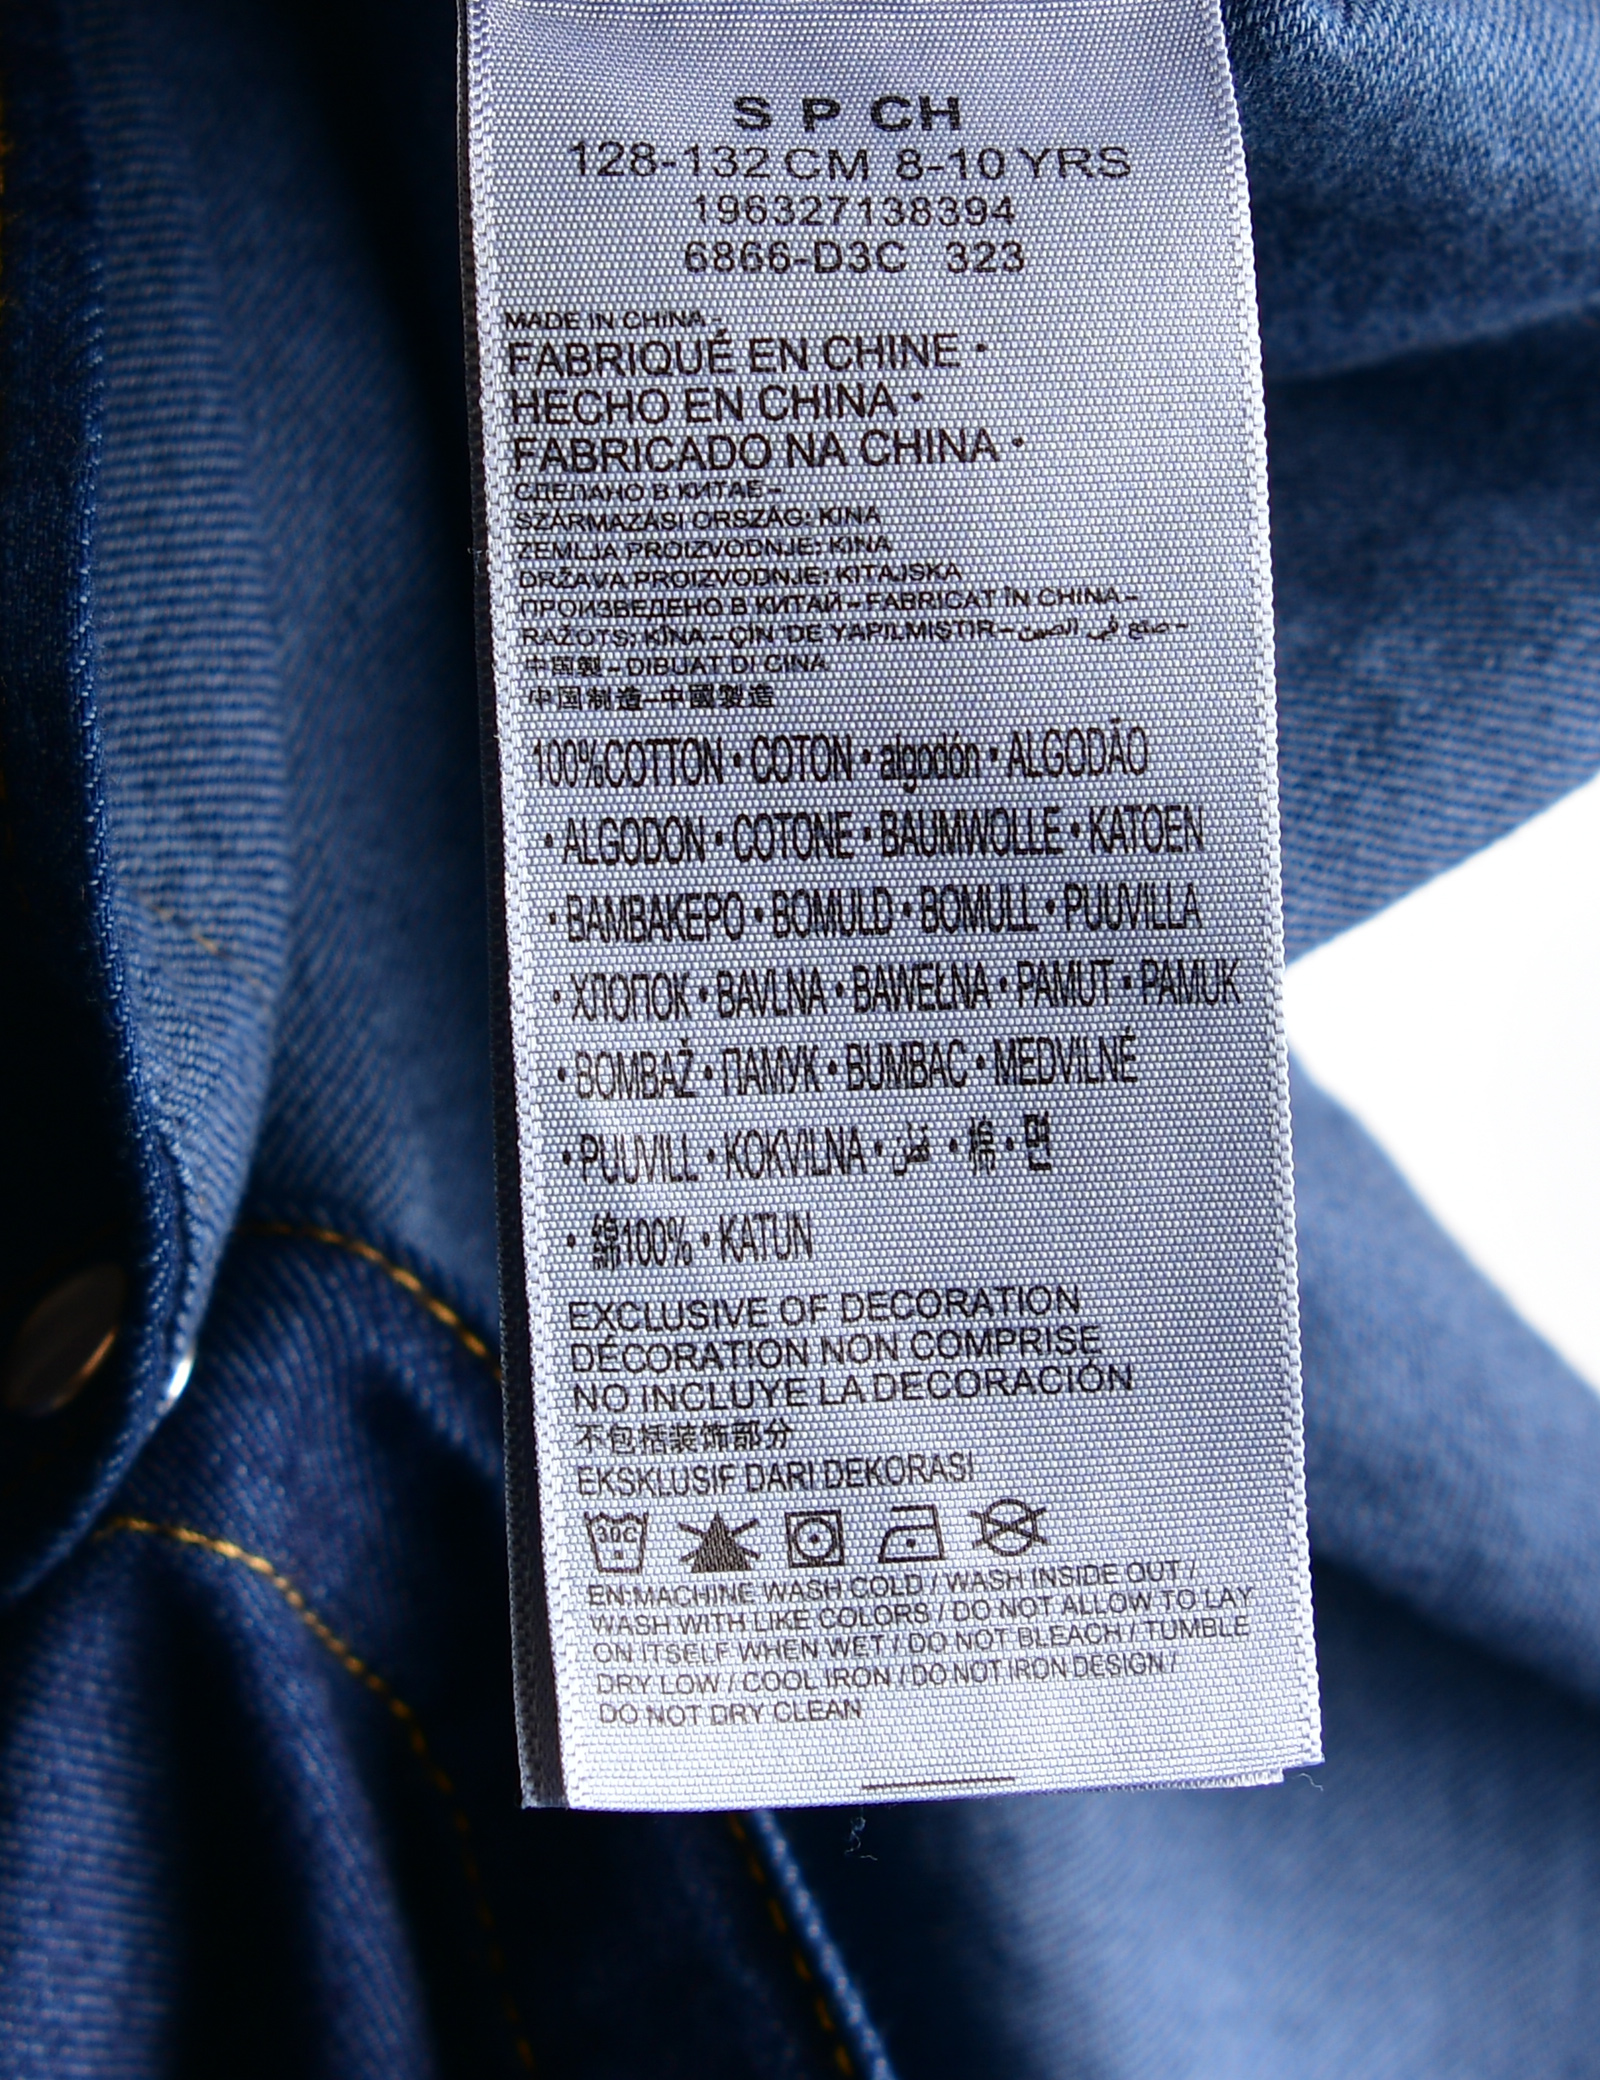 S P CH
128-132 CM 8-10 YRS
196327138394
6866-D3C 323
MADE IN CHINA -
FABRIQUÉ EN CHINE •
HECHO EN CHINA •
FABRICADO NA CHINA •
СДЕЛАНО В КИТАЕ -
SZÁRMAZÁSI ORSZÁG: KINA
ZEMLJA PROIZVODNJE: KINA
DRŽAVA PROIZVODNJE: KITAJSKA
ПРОИЗВЕДЕНО В КИТАЙ - FABRICAT ÎN CHINA -
RAŽOTS: ĶĪNA - ÇIN 'DE YAPILMIŞTIR - صنع في الصين -
中国製 - DIBUAT DI CINA
中国制造 - 中國製造
100%COTTON • COTON • algodón • ALGODÃO
• ALGODON • COTONE • BAUMWOLLE • KATOEN
• BAMBAKEPO • BOMULD • BOMULL • PUUVILLA
• ХЛОПОК • BAVLNA • BAWEŁNA • PAMUT • PAMUK
• BOMBAŽ • ПАМУК • BUMBAC • MEDVILNÉ
• PUUVILL • KOKVILNA • قطن • 棉 • 면
• 綿100% • KATUN
EXCLUSIVE OF DECORATION
DÉCORATION NON COMPRISE
NO INCLUYE LA DECORACIÓN
不包括装饰部分
EKSKLUSIF DARI DEKORASI
30C
EN:MACHINE WASH COLD / WASH INSIDE OUT /
WASH WITH LIKE COLORS / DO NOT ALLOW TO LAY
ON ITSELF WHEN WET / DO NOT BLEACH / TUMBLE
DRY LOW / COOL IRON / DO NOT IRON DESIGN /
DO NOT DRY CLEAN